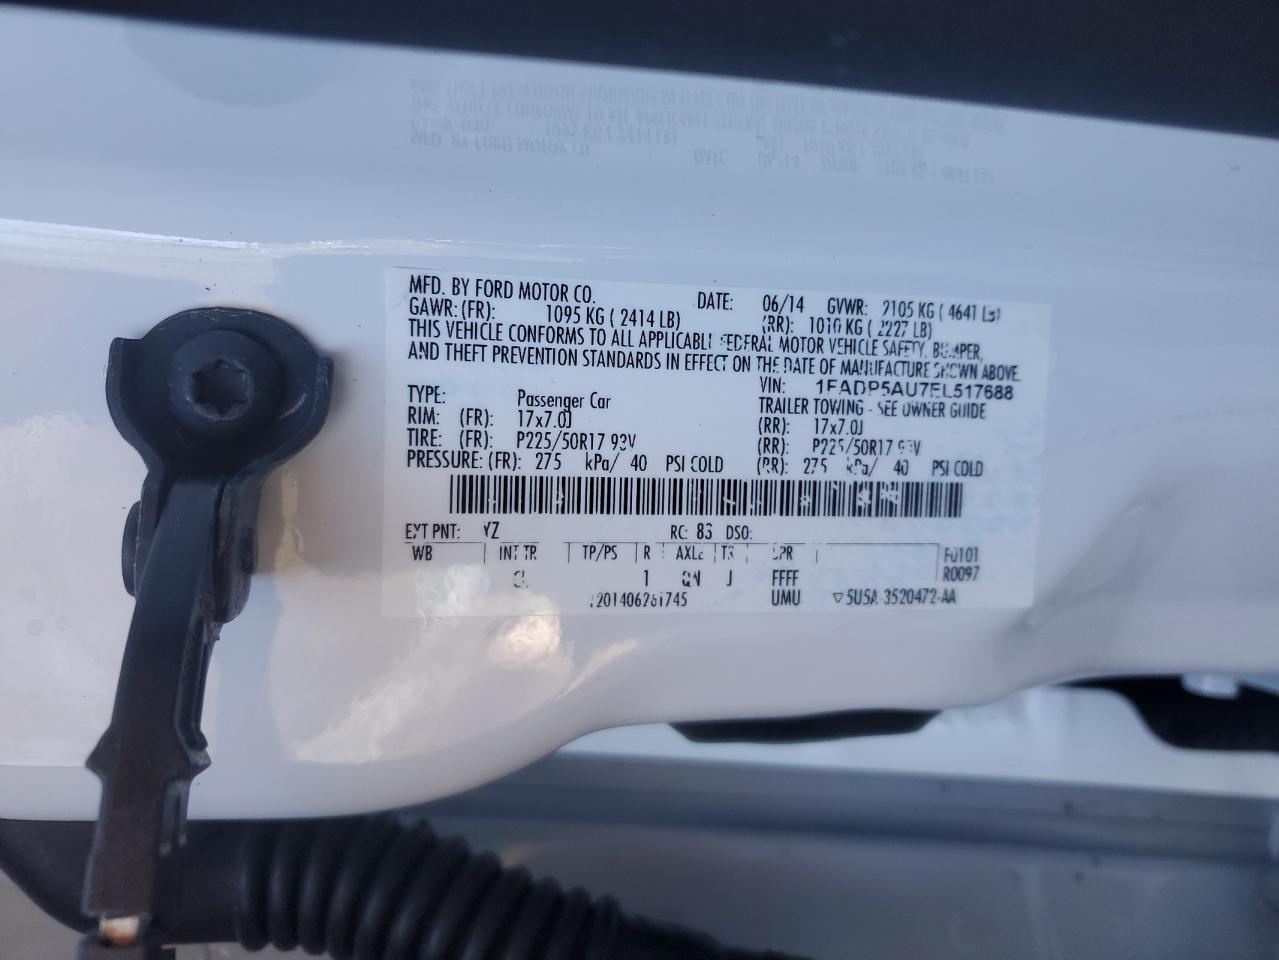 MFD. BY FORD MOTOR CO. DATE: 06/14 GVWR: 2105 KG ( 4641 LB)
GAWR: (FR): 1095 KG ( 2414 LB) (RR): 1010 KG ( 2227 LB)
THIS VEHICLE CONFORMS TO ALL APPLICABLE FEDERAL MOTOR VEHICLE SAFETY, BUMPER,
AND THEFT PREVENTION STANDARDS IN EFFECT ON THE DATE OF MANUFACTURE SHOWN ABOVE.
VIN: 1FADP5AU7EL517688
TYPE: Passenger Car TRAILER TOWING - SEE OWNER GUIDE
RIM: (FR): 17x7.0J (RR): 17x7.0J
TIRE: (FR): P225/50R17 93V (RR): P225/50R17 93V
PRESSURE: (FR): 275 kPa/ 40 PSI COLD (RR): 275 kPa/ 40 PSI COLD
EXT PNT: YZ RC: 83 DSO:
WB INT TR TP/PS R AXLE TR SPR F0101
1 J FFFF R0097
UMU ▽5U5A-3520472-AA